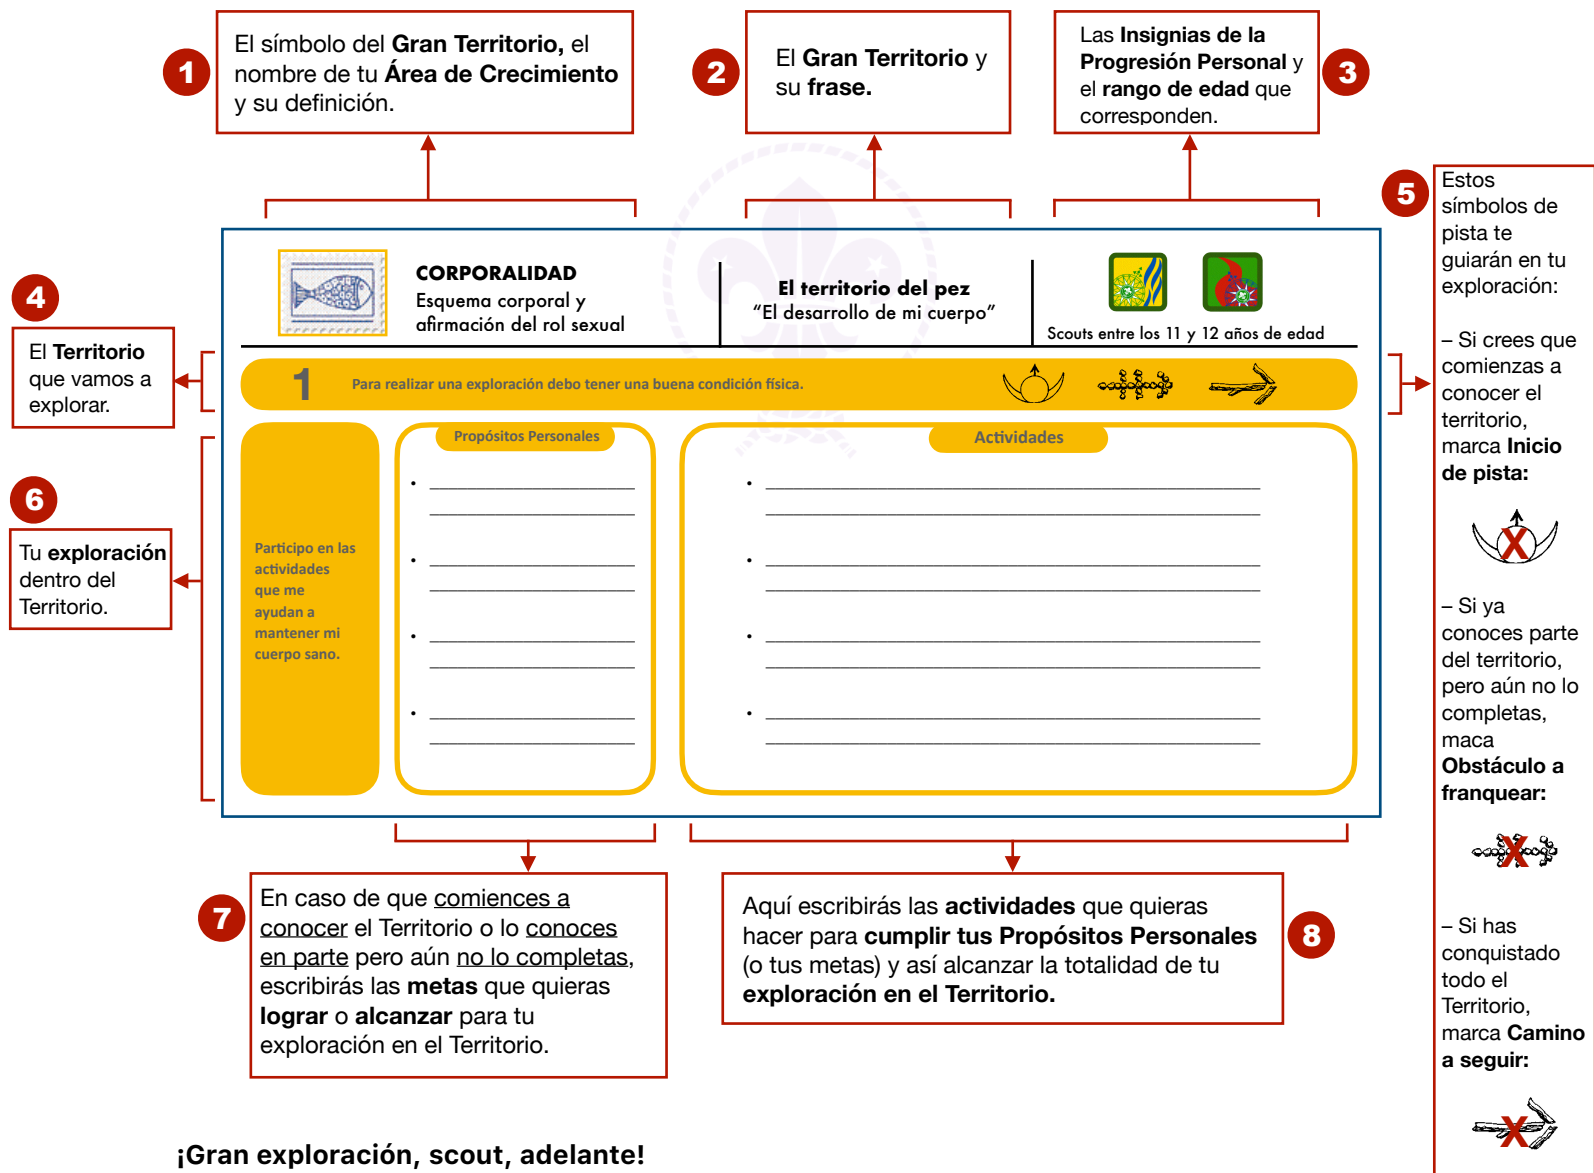 1
El símbolo del Gran Territorio, el
nombre de tu Área de Crecimiento
y su definición.
2
El Gran Territorio y
su frase.
Las Insignias de la
Progresión Personal y
el rango de edad que
corresponden.
3
4
El Territorio
que vamos a
explorar.
CORPORALIDAD
Esquema corporal y
afirmación del rol sexual
El territorio del pez
“El desarrollo de mi cuerpo”
Scouts entre los 11 y 12 años de edad
1
Para realizar una exploración debo tener una buena condición física.
6
Tu exploración
dentro del
Territorio.
Participo en las
actividades
que me
ayudan a
mantener mi
cuerpo sano.
Propósitos Personales
Actividades
5
Estos
símbolos de
pista te
guiarán en tu
exploración:
– Si crees que
comienzas a
conocer el
territorio,
marca Inicio
de pista:
X
– Si ya
conoces parte
del territorio,
pero aún no lo
completas,
maca
Obstáculo a
franquear:
X
– Si has
conquistado
todo el
Territorio,
marca Camino
a seguir:
X
7
En caso de que comiences a
conocer el Territorio o lo conoces
en parte pero aún no lo completas,
escribirás las metas que quieras
lograr o alcanzar para tu
exploración en el Territorio.
Aquí escribirás las actividades que quieras
hacer para cumplir tus Propósitos Personales
(o tus metas) y así alcanzar la totalidad de tu
exploración en el Territorio.
8
¡Gran exploración, scout, adelante!